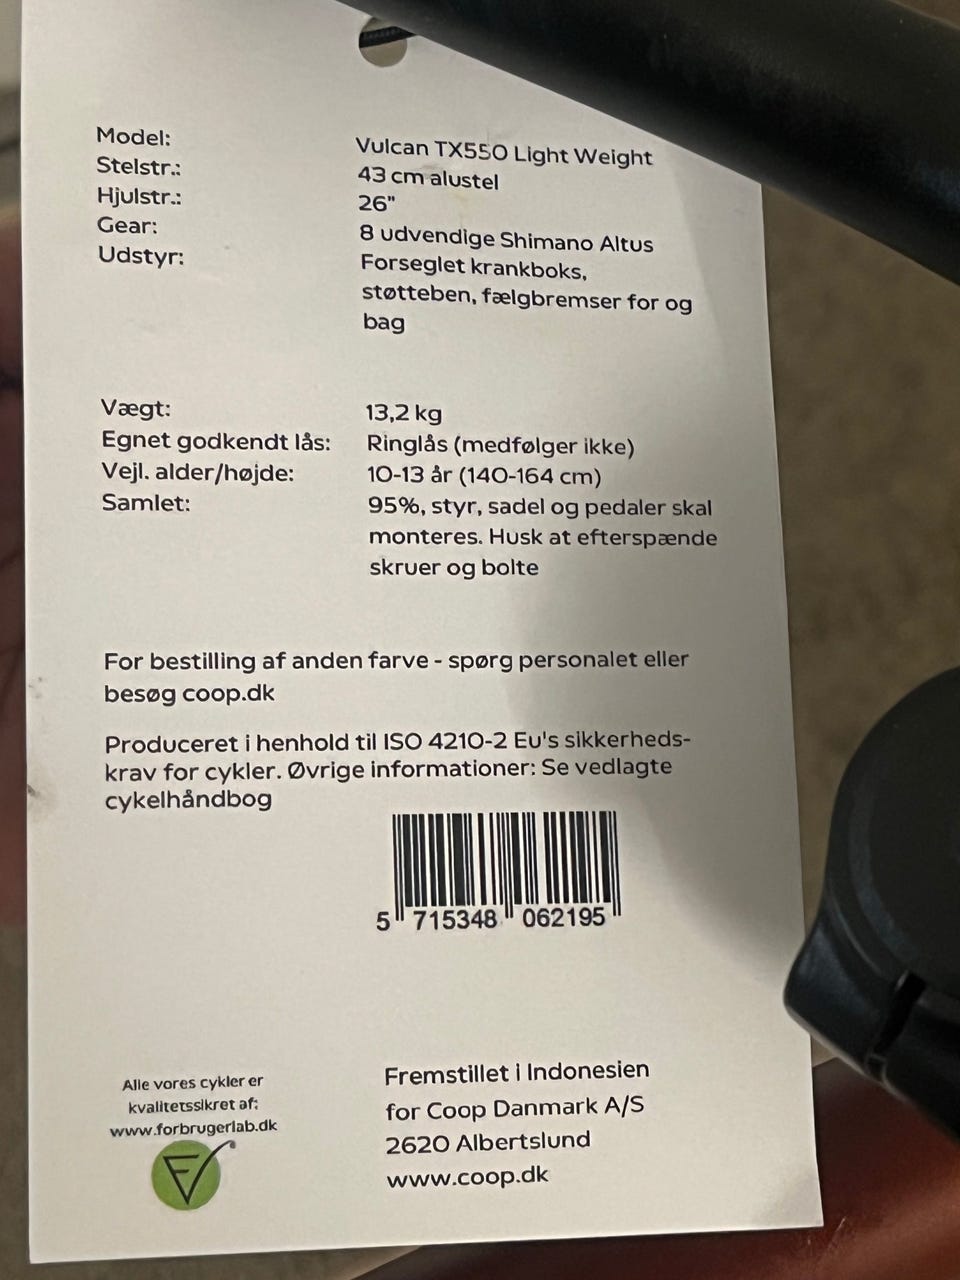 Model: Vulcan TX550 Light Weight
Stelstr.: 43 cm alustel
Hjulstr.: 26"
Gear: 8 udvendige Shimano Altus
Udstyr: Forseglet krankboks,
støtteben, fælgbremser for og
bag
Vægt: 13,2 kg
Egnet godkendt lås: Ringlås (medfølger ikke)
Vejl. alder/højde: 10-13 år (140-164 cm)
Samlet: 95%, styr, sadel og pedaler skal
monteres. Husk at efterspænde
skruer og bolte
For bestilling af anden farve - spørg personalet eller
besøg coop.dk
Produceret i henhold til ISO 4210-2 Eu's sikkerheds-
krav for cykler. Øvrige informationer: Se vedlagte
cykelhåndbog
5 715348 062195
Alle vores cykler er
kvalitetssikret af:
www.forbrugerlab.dk
Fremstillet i Indonesien
for Coop Danmark A/S
2620 Albertslund
www.coop.dk